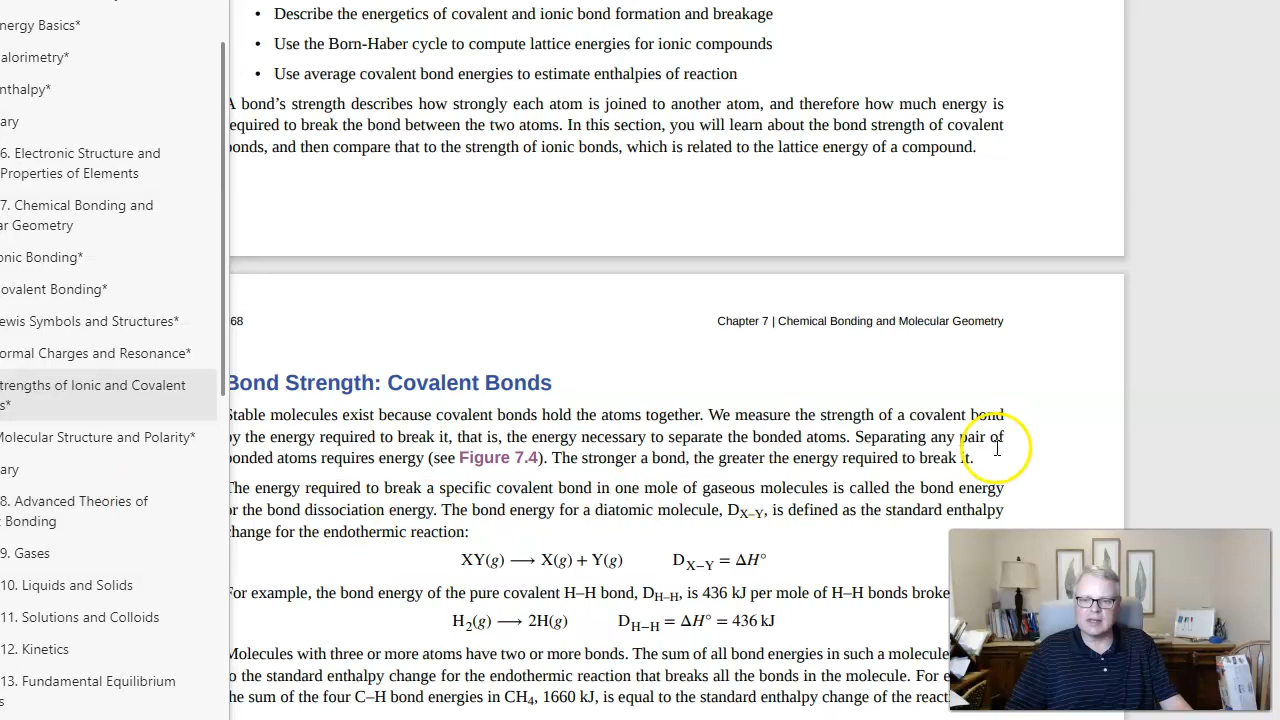 nergy Basics*
alorimetry*
nthalpy*
ary
6. Electronic Structure and
Properties of Elements
7. Chemical Bonding and
ar Geometry
onic Bonding*
ovalent Bonding*
ewis Symbols and Structures*
ormal Charges and Resonance*
trengths of Ionic and Covalent
s*
Molecular Structure and Polarity*
ary
8. Advanced Theories of
t Bonding
9. Gases
10. Liquids and Solids
11. Solutions and Colloids
12. Kinetics
13. Fundamental Equilibrium
s
• Describe the energetics of covalent and ionic bond formation and breakage
• Use the Born-Haber cycle to compute lattice energies for ionic compounds
• Use average covalent bond energies to estimate enthalpies of reaction
A bond’s strength describes how strongly each atom is joined to another atom, and therefore how much energy is
equired to break the bond between the two atoms. In this section, you will learn about the bond strength of covalent
bonds, and then compare that to the strength of ionic bonds, which is related to the lattice energy of a compound.
68
Chapter 7 | Chemical Bonding and Molecular Geometry
Bond Strength: Covalent Bonds
Stable molecules exist because covalent bonds hold the atoms together. We measure the strength of a covalent bond
by the energy required to break it, that is, the energy necessary to separate the bonded atoms. Separating any pair of
bonded atoms requires energy (see Figure 7.4). The stronger a bond, the greater the energy required to break it.
The energy required to break a specific covalent bond in one mole of gaseous molecules is called the bond energy
or the bond dissociation energy. The bond energy for a diatomic molecule, D_X–Y, is defined as the standard enthalpy
change for the endothermic reaction:
XY(g) ⟶ X(g) + Y(g) D_X−Y = ΔH°
For example, the bond energy of the pure covalent H–H bond, D_H–H, is 436 kJ per mole of H–H bonds broke
H₂(g) ⟶ 2H(g) D_H−H = ΔH° = 436 kJ
Molecules with three or more atoms have two or more bonds. The sum of all bond energies in such a molecule
to the standard enthalpy change for the endothermic reaction that breaks all the bonds in the molecule. For e
the sum of the four C–H bond energies in CH₄, 1660 kJ, is equal to the standard enthalpy change of the react